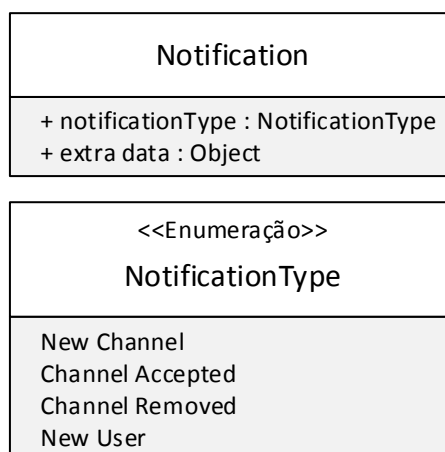 Notification
+ notificationType : NotificationType
+ extra data : Object
<<Enumeração>>
NotificationType
New Channel
Channel Accepted
Channel Removed
New User